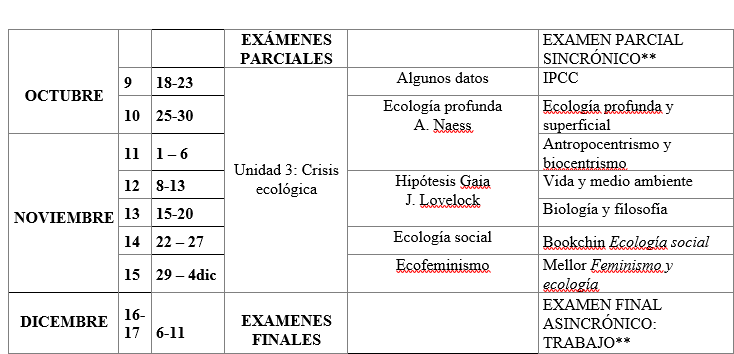 EXÁMENES
PARCIALES
EXAMEN PARCIAL
SINCRÓNICO**
OCTUBRE
9
18-23
Algunos datos
IPCC
10
25-30
Ecología profunda
A. Naess
Ecología profunda y
superficial
Unidad 3: Crisis
ecológica
NOVIEMBRE
11
1 – 6
Antropocentrismo y
biocentrismo
12
8-13
Hipótesis Gaia
J. Lovelock
Vida y medio ambiente
13
15-20
Biología y filosofía
14
22 – 27
Ecología social
Bookchin Ecología social
15
29 – 4dic
Ecofeminismo
Mellor Feminismo y
ecología
DICEMBRE
16-
17
6-11
EXAMENES
FINALES
EXAMEN FINAL
ASINCRÓNICO:
TRABAJO**